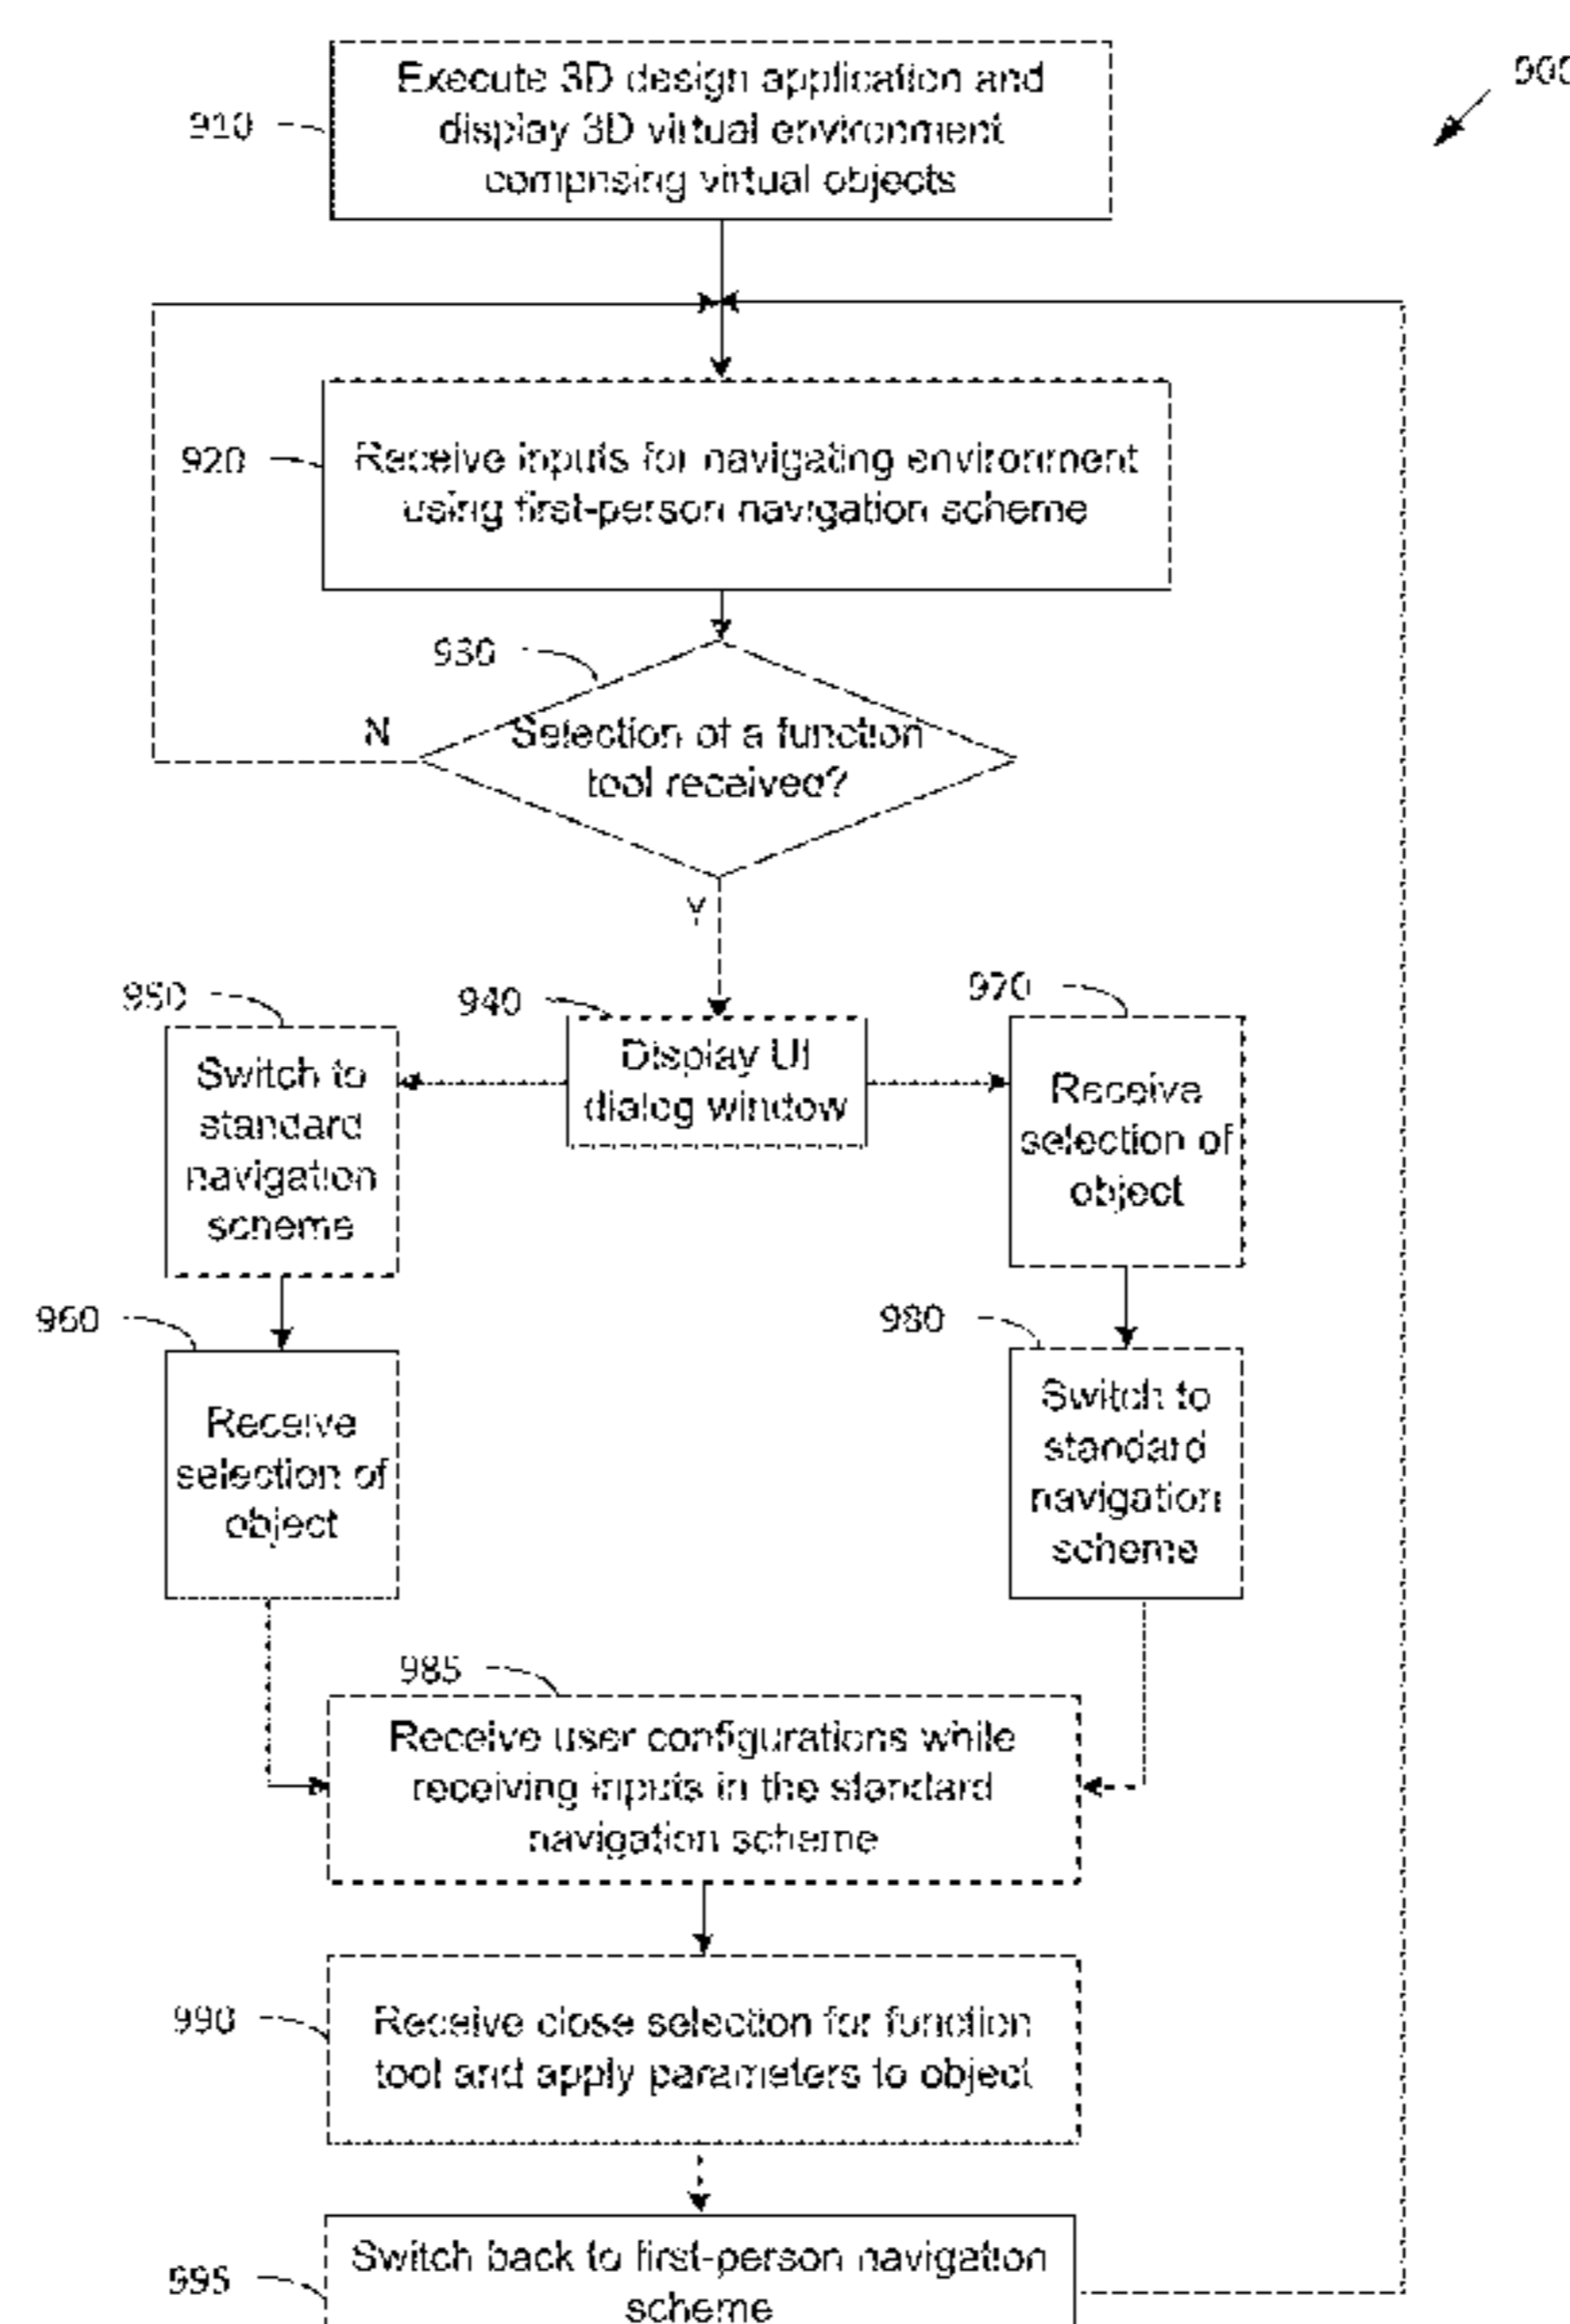 900
910
Execute 3D design application and
display 3D virtual environment
comprising virtual objects
920
Receive inputs for navigating environment
using first-person navigation scheme
930
Selection of a function
tool received?
N
Y
950
Switch to
standard
navigation
scheme
940
Display UI
dialog window
970
Receive
selection of
object
960
Receive
selection of
object
980
Switch to
standard
navigation
scheme
985
Receive user configurations while
receiving inputs in the standard
navigation scheme
990
Receive close selection for function
tool and apply parameters to object
995
Switch back to first-person navigation
scheme